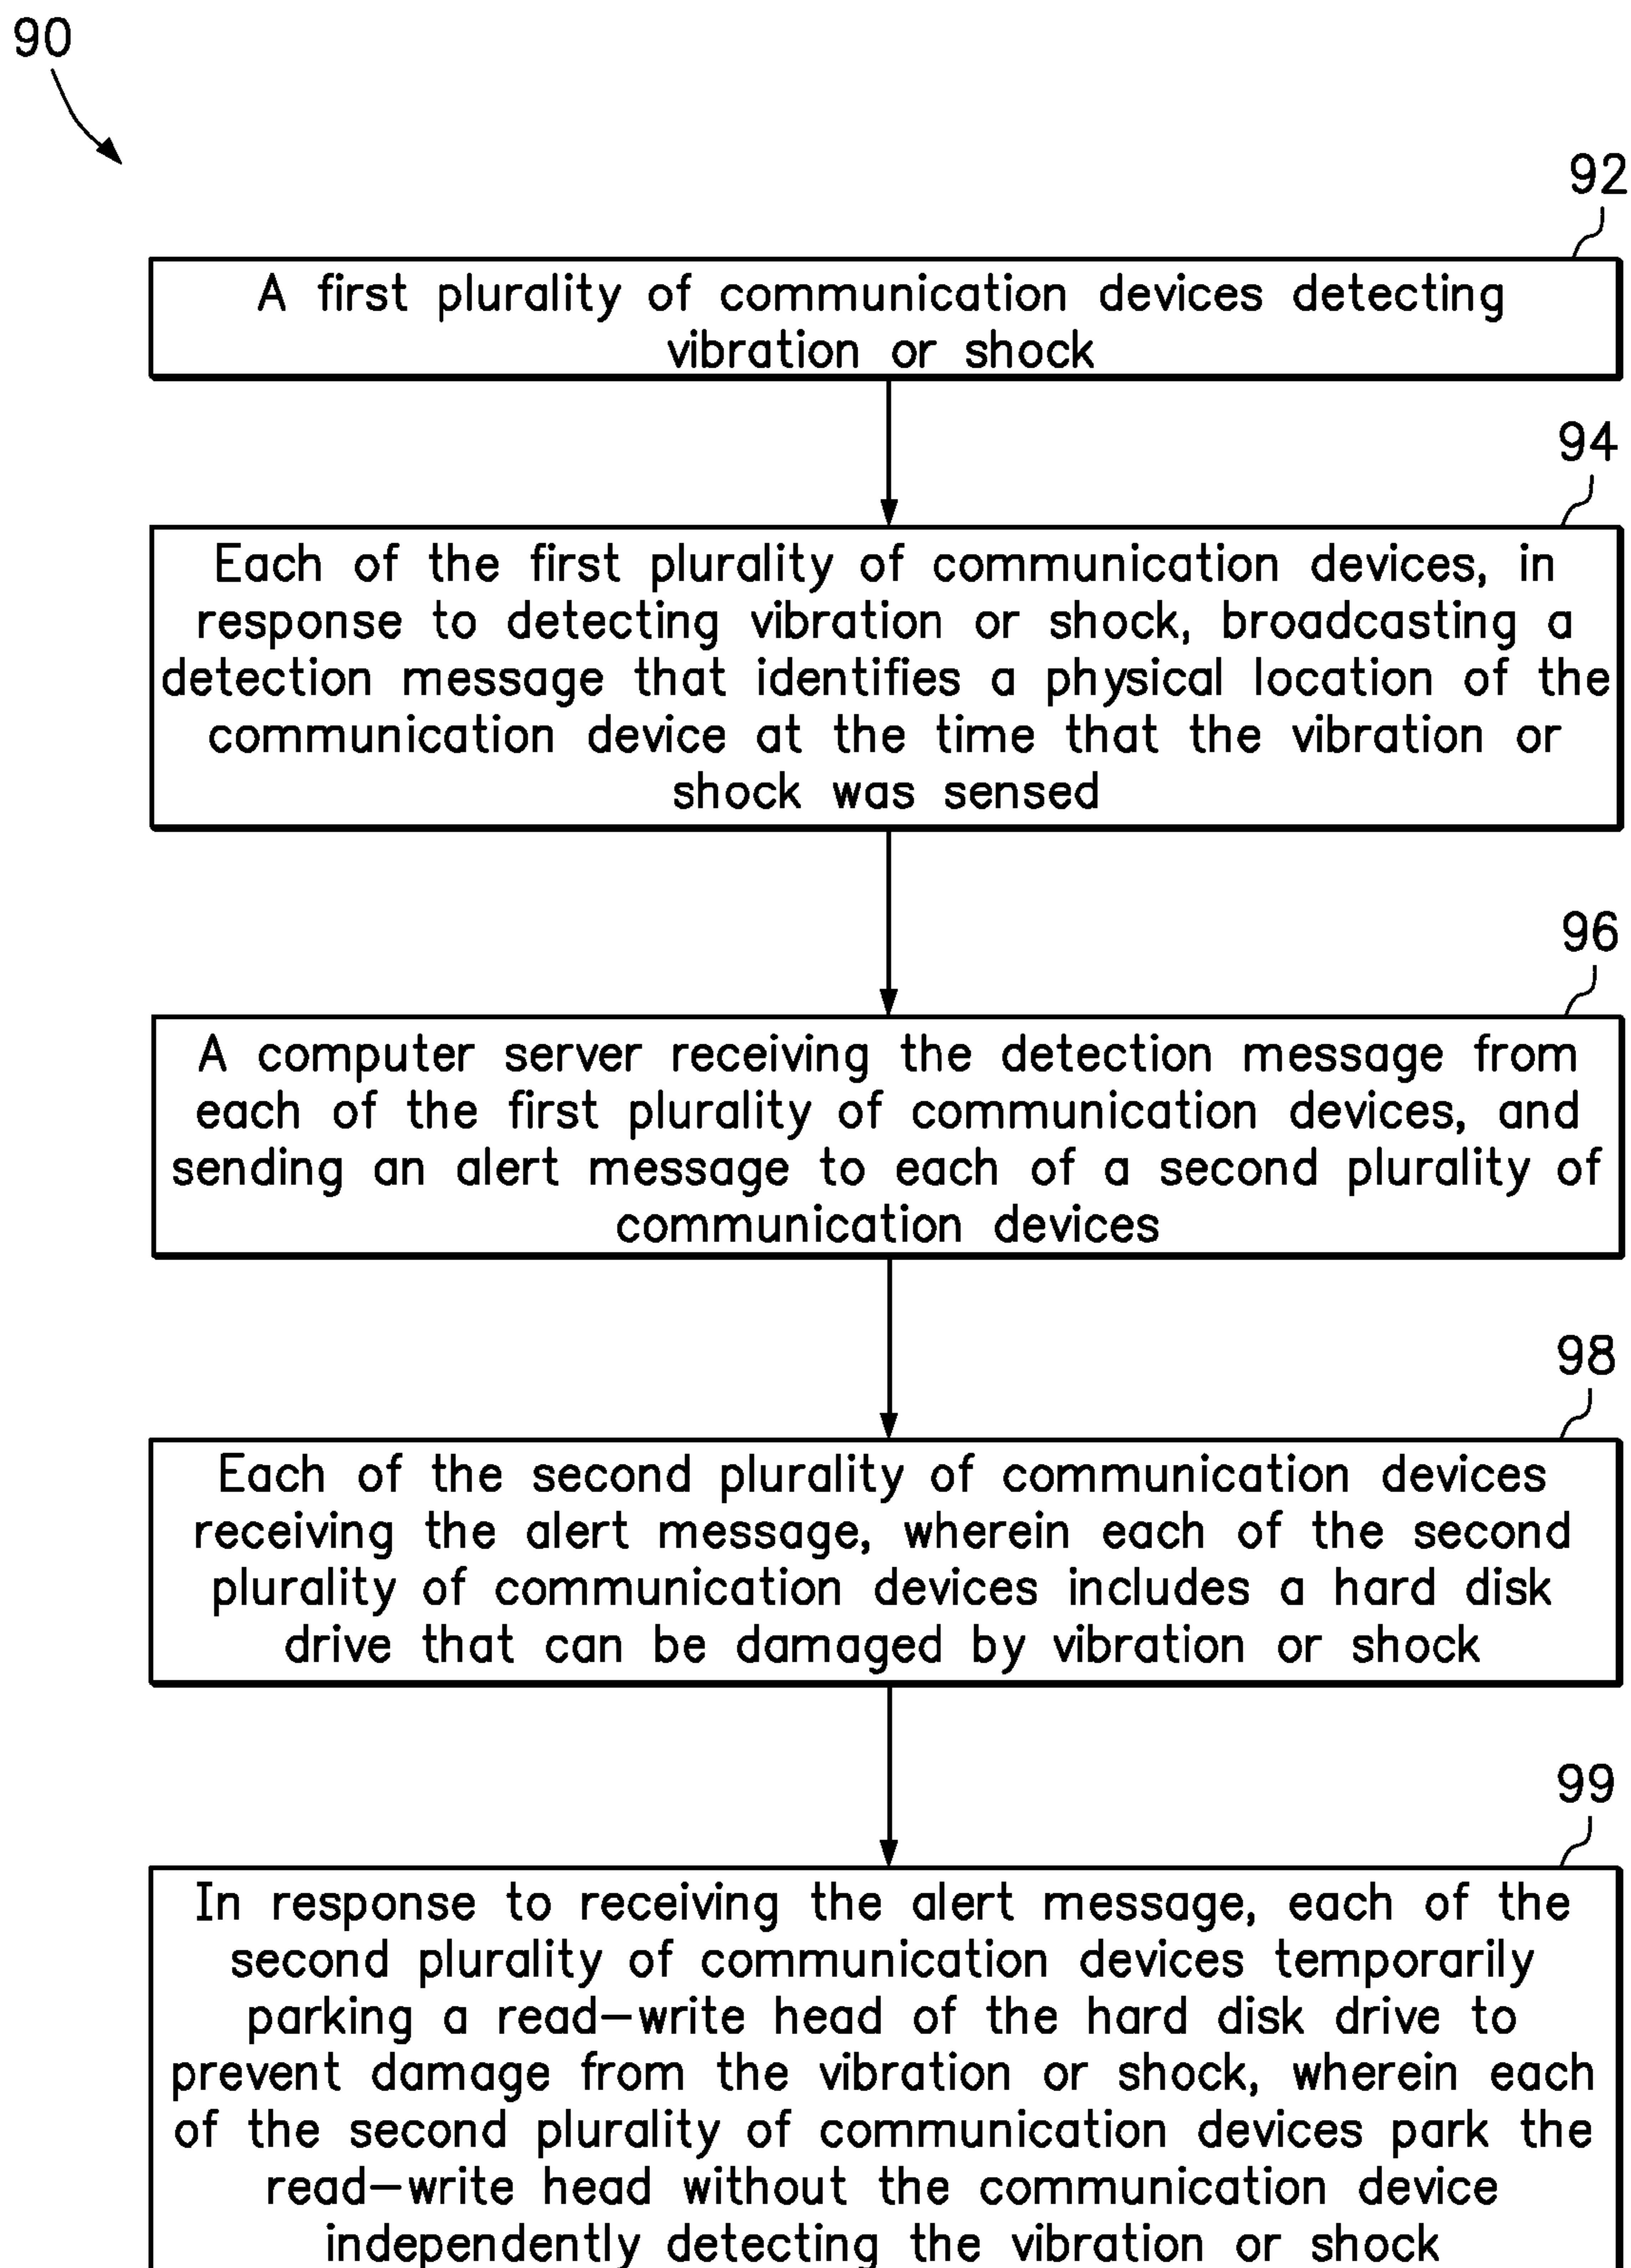 90
92
A first plurality of communication devices detecting
vibration or shock
94
Each of the first plurality of communication devices, in
response to detecting vibration or shock, broadcasting a
detection message that identifies a physical location of the
communication device at the time that the vibration or
shock was sensed
96
A computer server receiving the detection message from
each of the first plurality of communication devices, and
sending an alert message to each of a second plurality of
communication devices
98
Each of the second plurality of communication devices
receiving the alert message, wherein each of the second
plurality of communication devices includes a hard disk
drive that can be damaged by vibration or shock
99
In response to receiving the alert message, each of the
second plurality of communication devices temporarily
parking a read-write head of the hard disk drive to
prevent damage from the vibration or shock, wherein each
of the second plurality of communication devices park the
read-write head without the communication device
independently detecting the vibration or shock